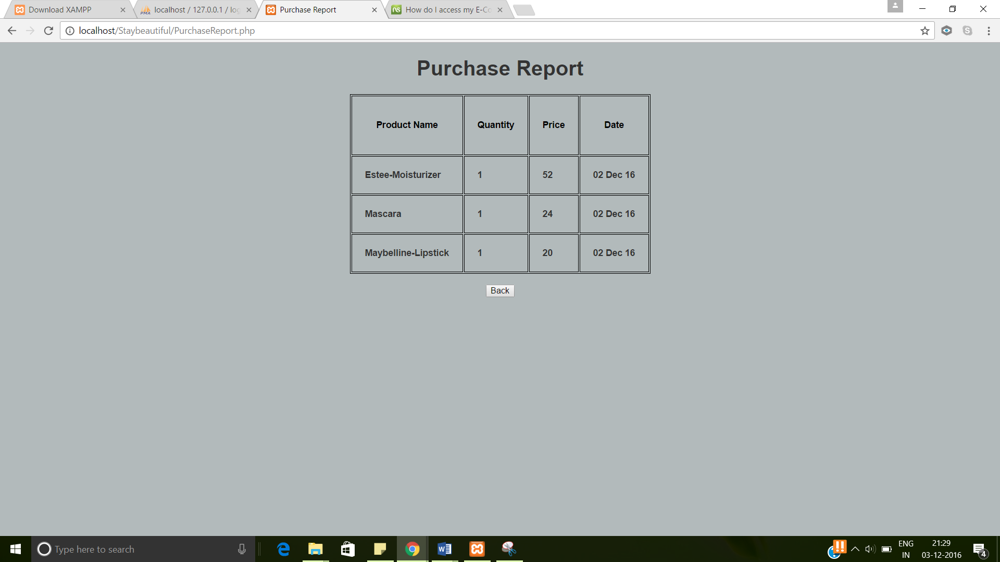 Download XAMPP
localhost / 127.0.0.1 / log
Purchase Report
How do I access my E-Co
localhost/Staybeautiful/PurchaseReport.php
Purchase Report
Product Name Quantity Price Date
Estee-Moisturizer 1 52 02 Dec 16
Mascara 1 24 02 Dec 16
Maybelline-Lipstick 1 20 02 Dec 16
Back
Type here to search
ENG
IN
21:29
03-12-2016
4